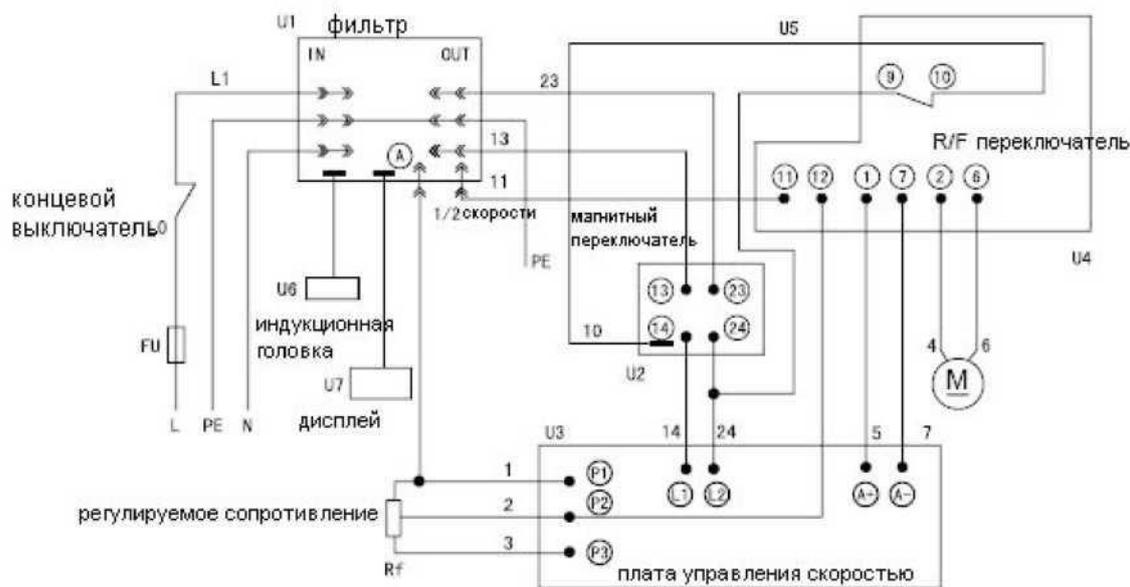 U1 фильтр
U5
IN OUT
L1
23
9 10
13
R/F переключатель
A
11
11 12 1 7 2 6
концевой
выключатель 0
1/2 скорости
магнитный
переключатель
PE
U4
U6
13 23
индукционная
головка
10
14 24
FU
4 6
U7
U2
M
L PE N
дисплей
U3
14 24 5 7
1
P1
L1 L2 A+ A-
P2
регулируемое сопротивление
2
3
P3
Rf
плата управления скоростью